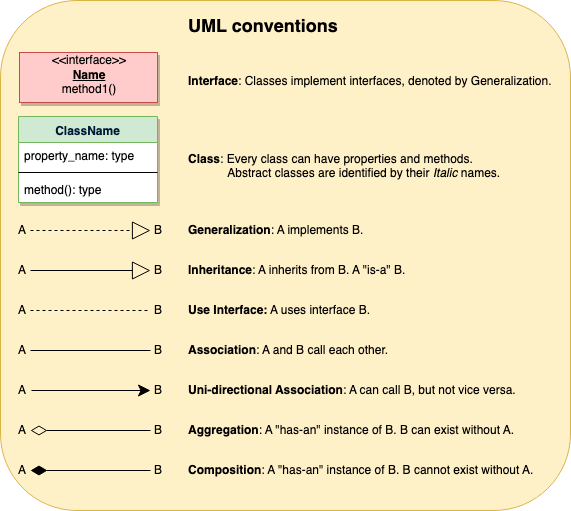 UML conventions
<<interface>>
Name
method1()
Interface: Classes implement interfaces, denoted by Generalization.
ClassName
property_name: type
method(): type
Class: Every class can have properties and methods.
Abstract classes are identified by their Italic names.
A B Generalization: A implements B.
A B Inheritance: A inherits from B. A "is-a" B.
A B Use Interface: A uses interface B.
A B Association: A and B call each other.
A B Uni-directional Association: A can call B, but not vice versa.
A B Aggregation: A "has-an" instance of B. B can exist without A.
A B Composition: A "has-an" instance of B. B cannot exist without A.